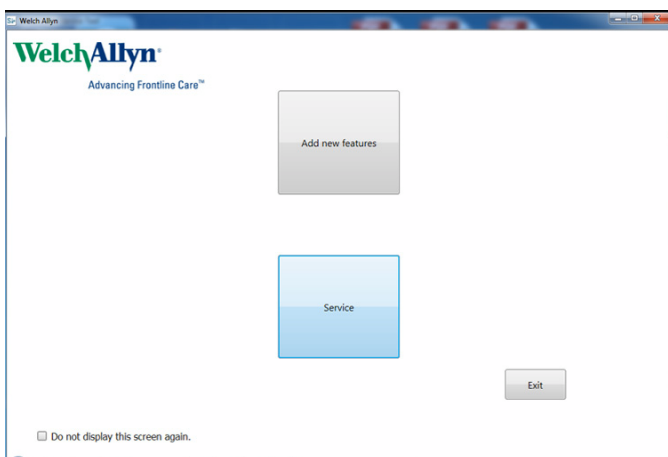 Welch Allyn
WelchAllyn®
Advancing Frontline Care™
Add new features
Service
Exit
Do not display this screen again.